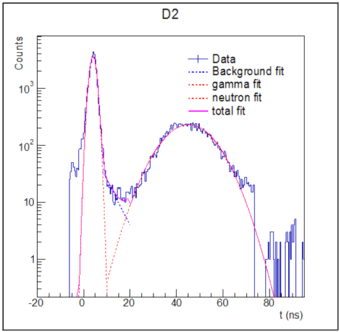 D2
Counts
Data
Background fit
gamma fit
neutron fit
total fit
10³
10²
10
1
-20 0 20 40 60 80
t (ns)